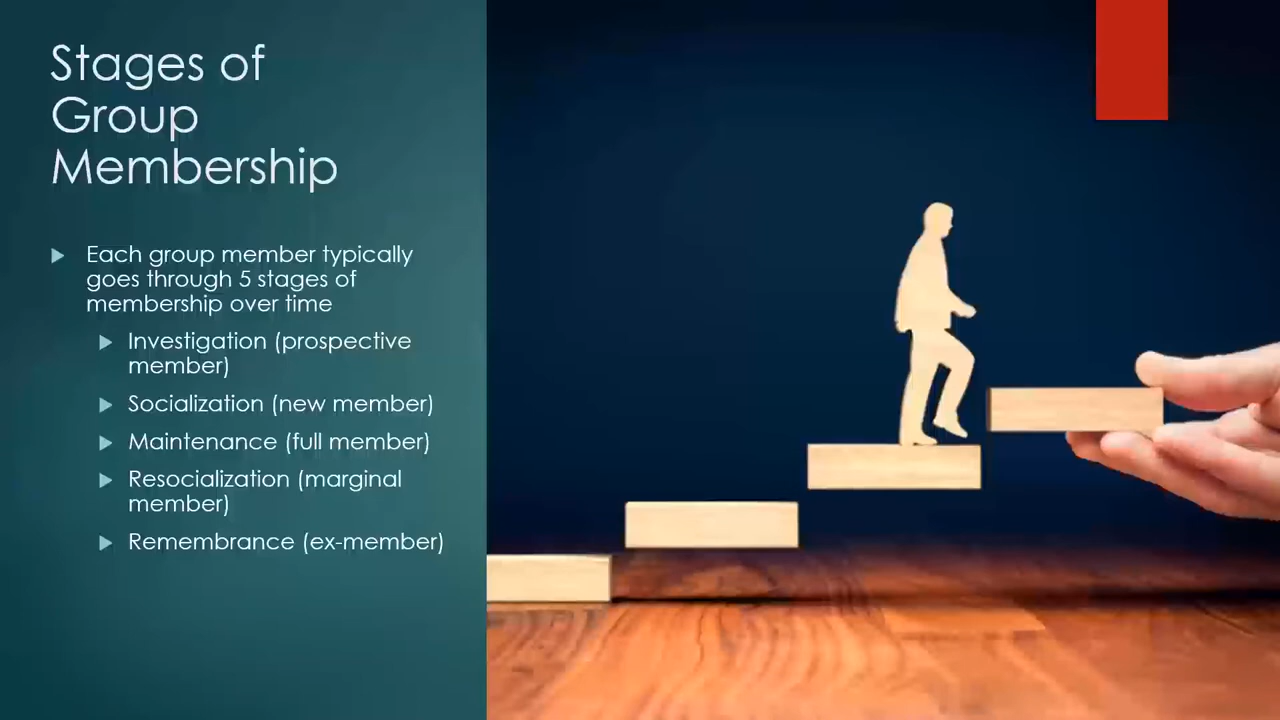 Stages of
Group
Membership
Each group member typically
goes through 5 stages of
membership over time
Investigation (prospective
member)
Socialization (new member)
Maintenance (full member)
Resocialization (marginal
member)
Remembrance (ex-member)